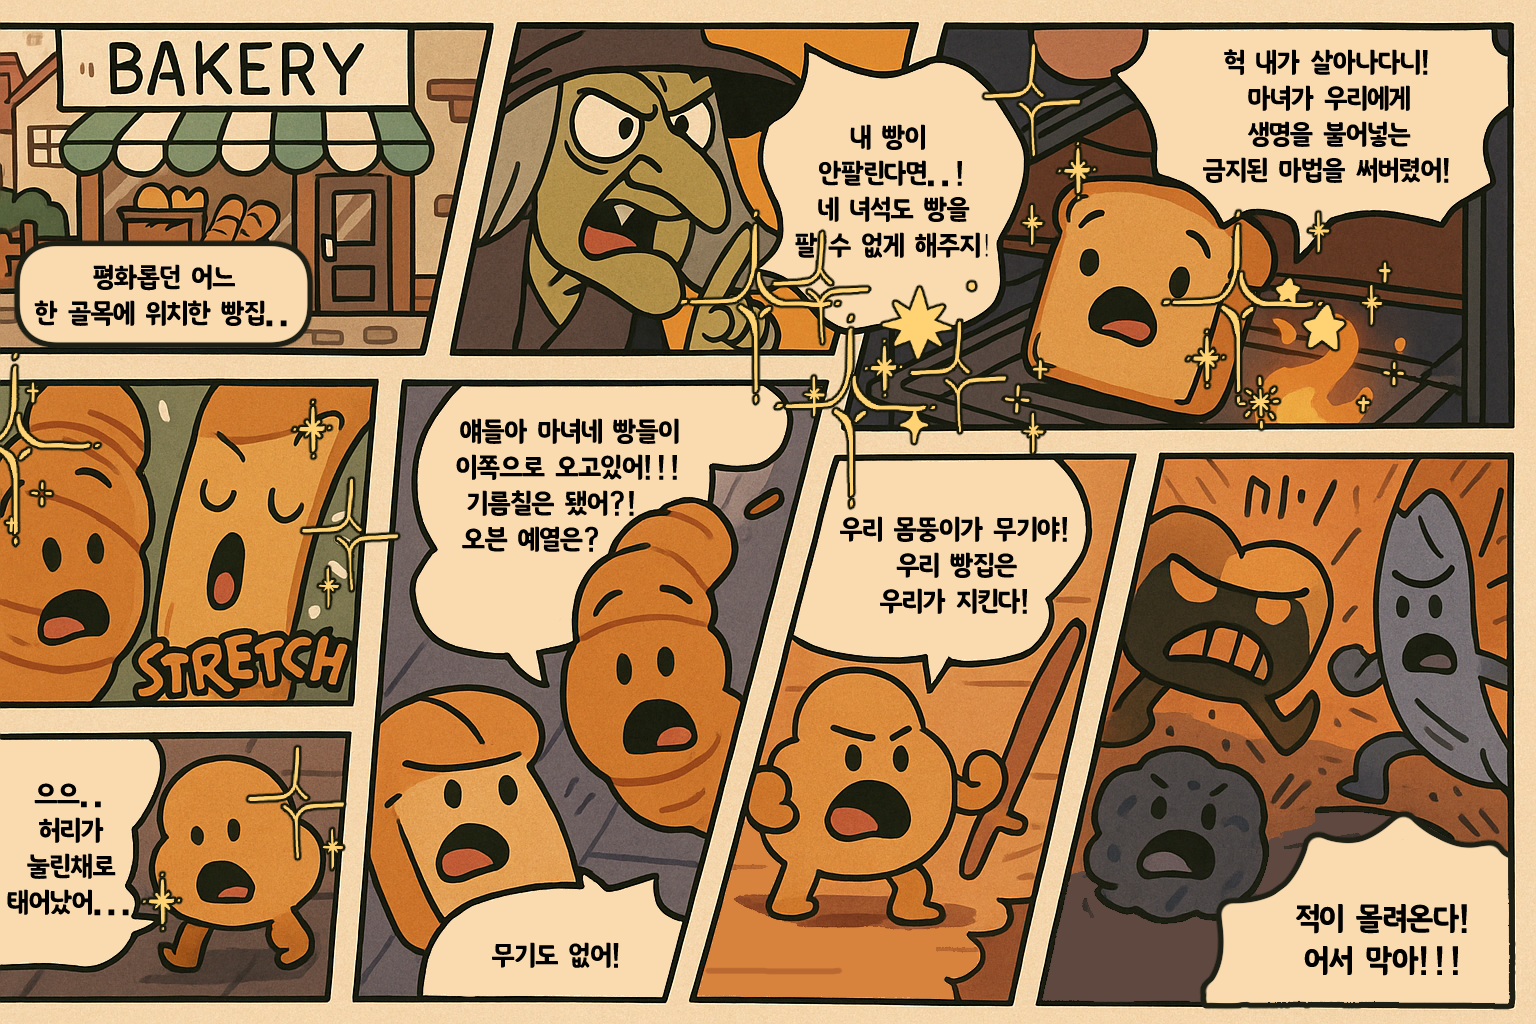 BAKERY
평화롭던 어느
한 골목에 위치한 빵집..
내 빵이
안팔린다면..!
네 녀석도 빵을
팔 수 없게 해주지!
헉 내가 살아나다니!
마녀가 우리에게
생명을 불어넣는
금지된 마법을 써버렸어!
STRETCH
으으..
허리가
눌린채로
태어났어...
얘들아 마녀네 빵들이
이쪽으로 오고있어!!!
기름칠은 됐어?!
오븐 예열은?
무기도 없어!
우리 몸뚱이가 무기야!
우리 빵집은
우리가 지킨다!
적이 몰려온다!
어서 막아!!!